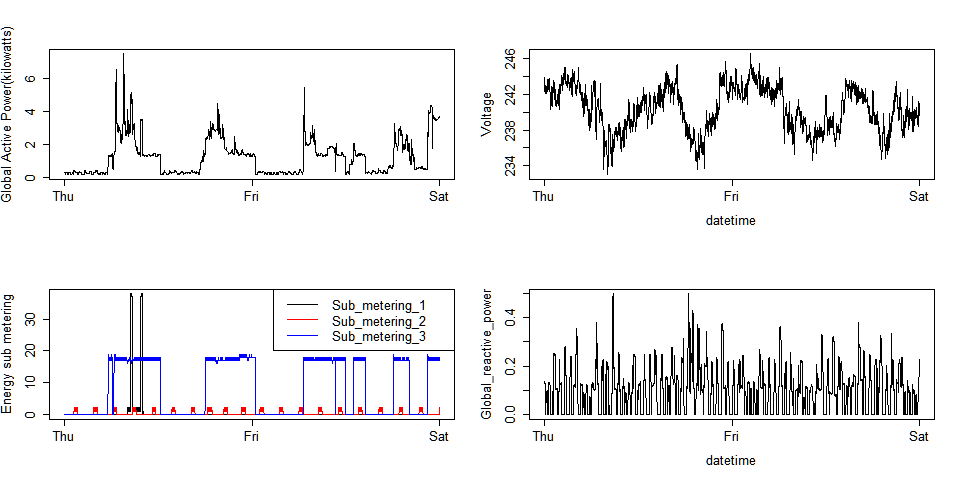 Global Active Power(kilowatts)
0 2 4 6
Thu Fri Sat
Voltage
234 238 242 246
Thu Fri Sat
datetime
Energy sub metering
0 10 20 30
Sub_metering_1
Sub_metering_2
Sub_metering_3
Thu Fri Sat
Global_reactive_power
0.0 0.2 0.4
Thu Fri Sat
datetime